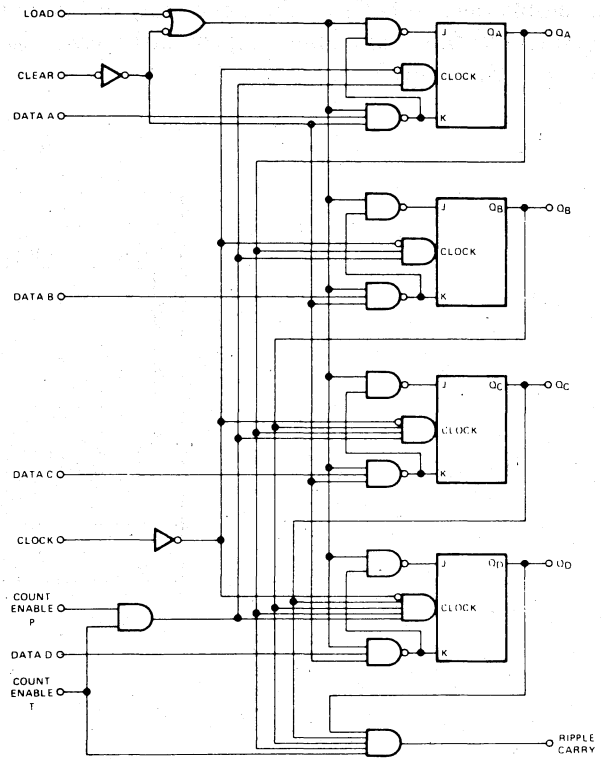 LOAD
J QA QA
CLEAR
CLOCK
DATA A
K
J QB QB
CLOCK
DATA B
K
J QC QC
CLOCK
DATA C
K
CLOCK
J QD QD
COUNT
ENABLE
P
CLOCK
DATA D
K
COUNT
ENABLE
T
RIPPLE
CARRY